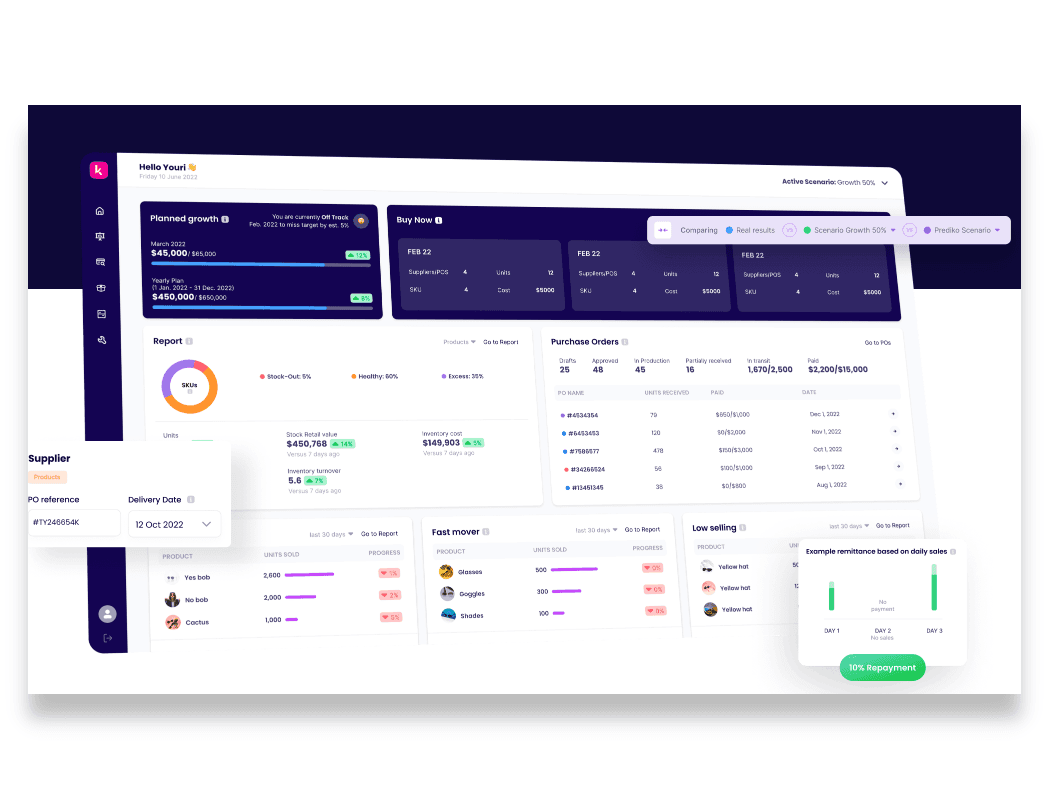 k
Hello Youri 👋
Friday 10 June 2022
Active Scenario: Growth 50%
Planned growth
You are currently Off Track
Feb. 2022 to miss target by est. 5%
March 2022
$45,000/ $65,000
12%
Yearly Plan
(1 Jan. 2022 - 31 Dec. 2022)
$450,000/ $650,000
8%
Buy Now
Comparing Real results VS Scenario Growth 50% VS Prediko Scenario
FEB 22
Suppliers/POS 4 Units 12
SKU 4 Cost $5000
FEB 22
Suppliers/POS 4 Units 12
SKU 4 Cost $5000
FEB 22
Suppliers/POS 4 Units 12
SKU 4 Cost $5000
Report
Products Go to Report
SKUs
Stock-Out: 5% Healthy: 60% Excess: 35%
Units
Stock Retail value
$450,768 14%
Versus 7 days ago
Inventory cost
$149,903 5%
Versus 7 days ago
Inventory turnover
5.6 7%
Versus 7 days ago
Purchase Orders
Go to POs
Drafts Approved In Production Partially received In transit Paid
25 48 45 16 1,670/2,500 $2,200/$15,000
PO NAME UNITS RECEIVED PAID DATE
#4534354 79 $950/$1,000 Dec 1, 2022
#6453453 120 $0/$2,000 Nov 1, 2022
#7586577 478 $150/$3,000 Oct 1, 2022
#34266524 56 $100/$1,000 Sep 1, 2022
#13451345 38 $0/$800 Aug 1, 2022
Supplier
Products
PO reference Delivery Date
#TY246654K 12 Oct 2022
last 30 days Go to Report
PRODUCT UNITS SOLD PROGRESS
Yes bob 2,600 1%
No bob 2,000 2%
Cactus 1,000 5%
Fast mover
last 30 days Go to Report
PRODUCT UNITS SOLD PROGRESS
Glasses 500 0%
Goggles 300 0%
Shades 100 0%
Low selling
last 30 days Go to Report
PRODUCT
Yellow hat
Yellow hat
Yellow hat
Example remittance based on daily sales
No
payment
DAY 1 DAY 2 DAY 3
No sales
10% Repayment